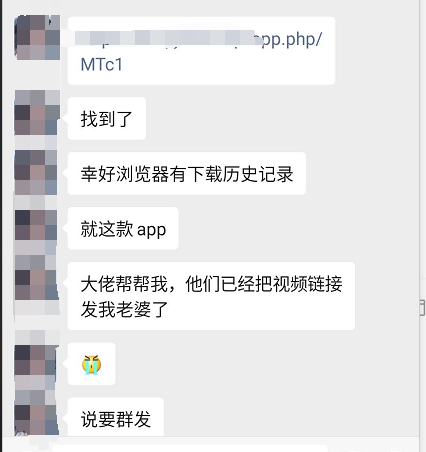 app.php/
MTc1
找到了
幸好浏览器有下载历史记录
就这款 app
大佬帮帮我，他们已经把视频链接
发我老婆了
说要群发